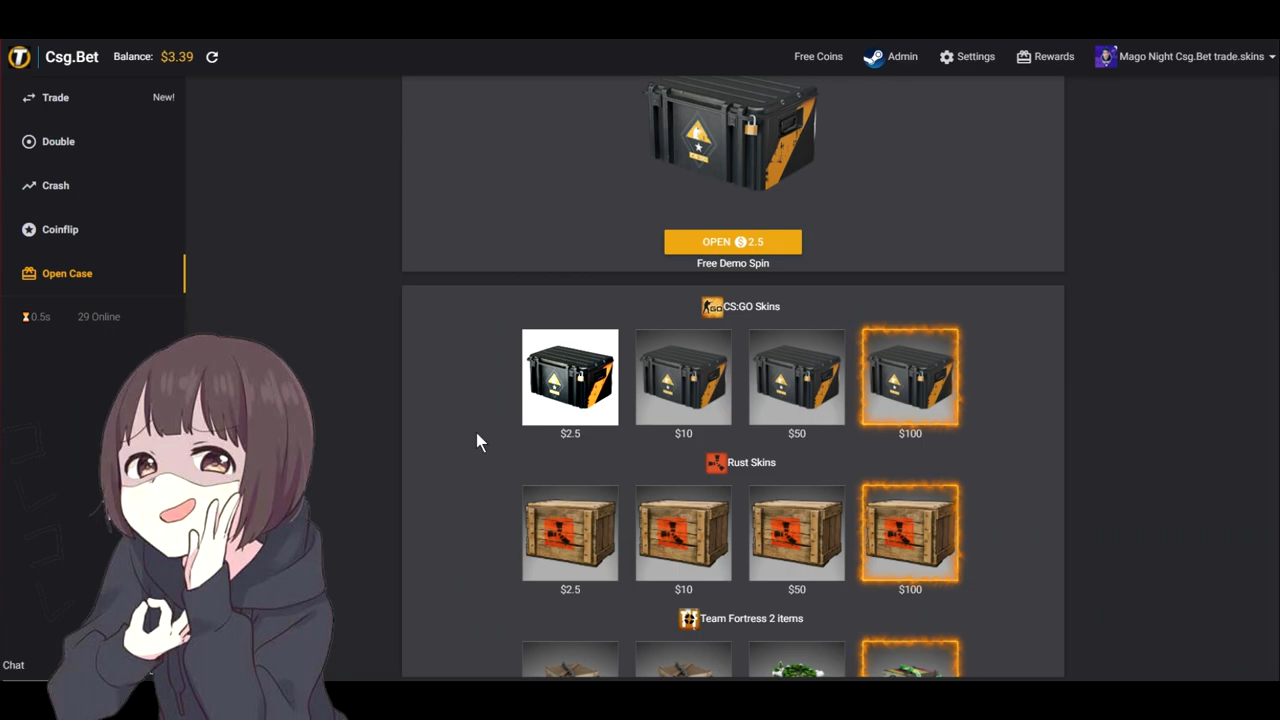 Csg.Bet Balance: $3.39 Free Coins Admin Settings Rewards Mago Night Csg.Bet trade.skins
Trade New!
Double
Crash
Coinflip
Open Case
0.5s 29 Online
Chat
OPEN $ 2.5
Free Demo Spin
CS:GO Skins
$2.5 $10 $50 $100
Rust Skins
$2.5 $10 $50 $100
Team Fortress 2 items